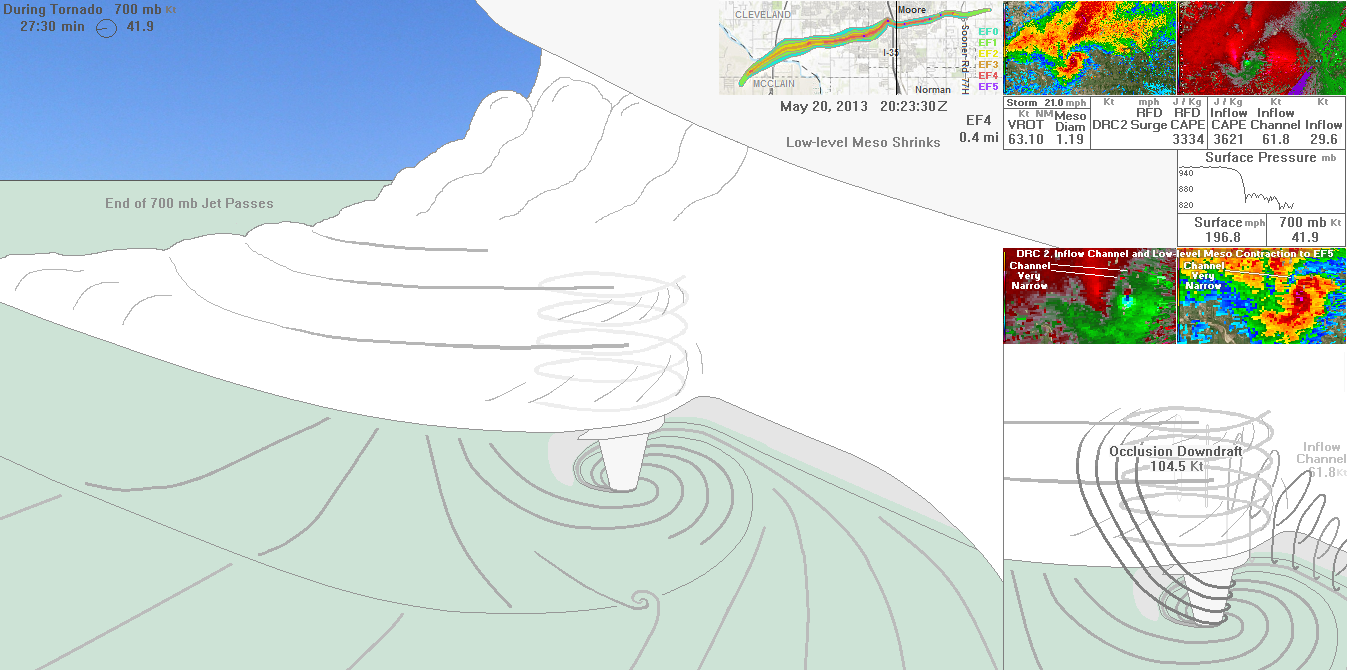 During Tornado 700 mb Kt
27:30 min 41.9
End of 700 mb Jet Passes
CLEVELAND
Moore
I-35
Sooner-Rd-77H
MCCLAIN
Norman
EF0
EF1
EF2
EF3
EF4
EF5
May 20, 2013 20:23:30Z
EF4
0.4 mi
Low-level Meso Shrinks
Storm 21.0 mph
Kt NM
VROT Meso Diam
63.10 1.19
Kt mph J / Kg
DRC2 RFD Surge RFD CAPE
3334
J / Kg Kt Kt
Inflow CAPE Inflow Channel Inflow
3621 61.8 29.6
Surface Pressure mb
940
880
820
Surface mph 700 mb Kt
196.8 41.9
DRC 2, Inflow Channel and Low-level Meso Contraction to EF5
Channel
Very
Narrow
Channel
Very
Narrow
Occlusion Downdraft
104.5 Kt
Inflow
Channel
61.8Kt